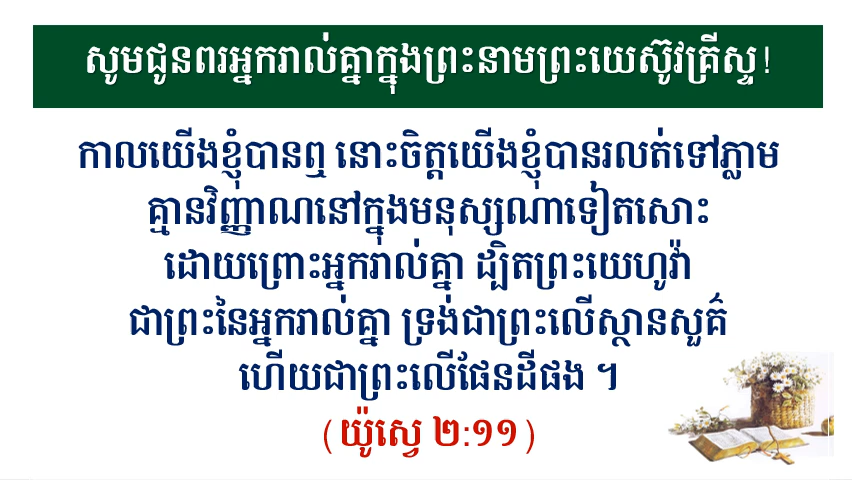 សូមជូនពរអ្នករាល់គ្នាក្នុងព្រះនាមព្រះយេស៊ូវគ្រីស្ទ!
កាលយើងខ្ញុំបានឮ នោះចិត្តយើងខ្ញុំបានរលត់ទៅភ្លាម
គ្មានវិញ្ញាណនៅក្នុងមនុស្សណាទៀតសោះ
ដោយព្រោះអ្នករាល់គ្នា ដ្បិតព្រះយេហូវ៉ា
ជាព្រះនៃអ្នករាល់គ្នា ទ្រង់ជាព្រះលើស្ថានសួគ៌
ហើយជាព្រះលើផែនដីផង ។
(យ៉ូស្វេ ២:១១)